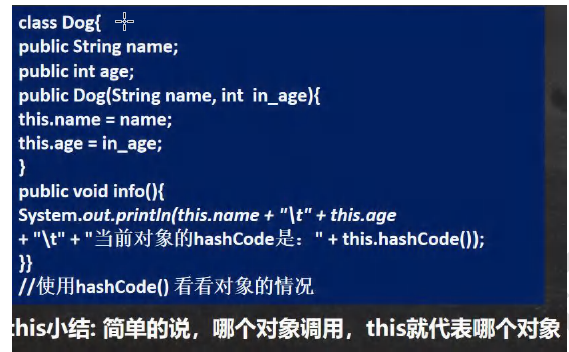 class Dog{
public String name;
public int age;
public Dog(String name, int in_age){
this.name = name;
this.age = in_age;
}
public void info(){
System.out.println(this.name + "\t" + this.age
+ "\t" + "当前对象的hashCode是：" + this.hashCode());
}}
//使用hashCode() 看看对象的情况
this小结: 简单的说，哪个对象调用，this就代表哪个对象